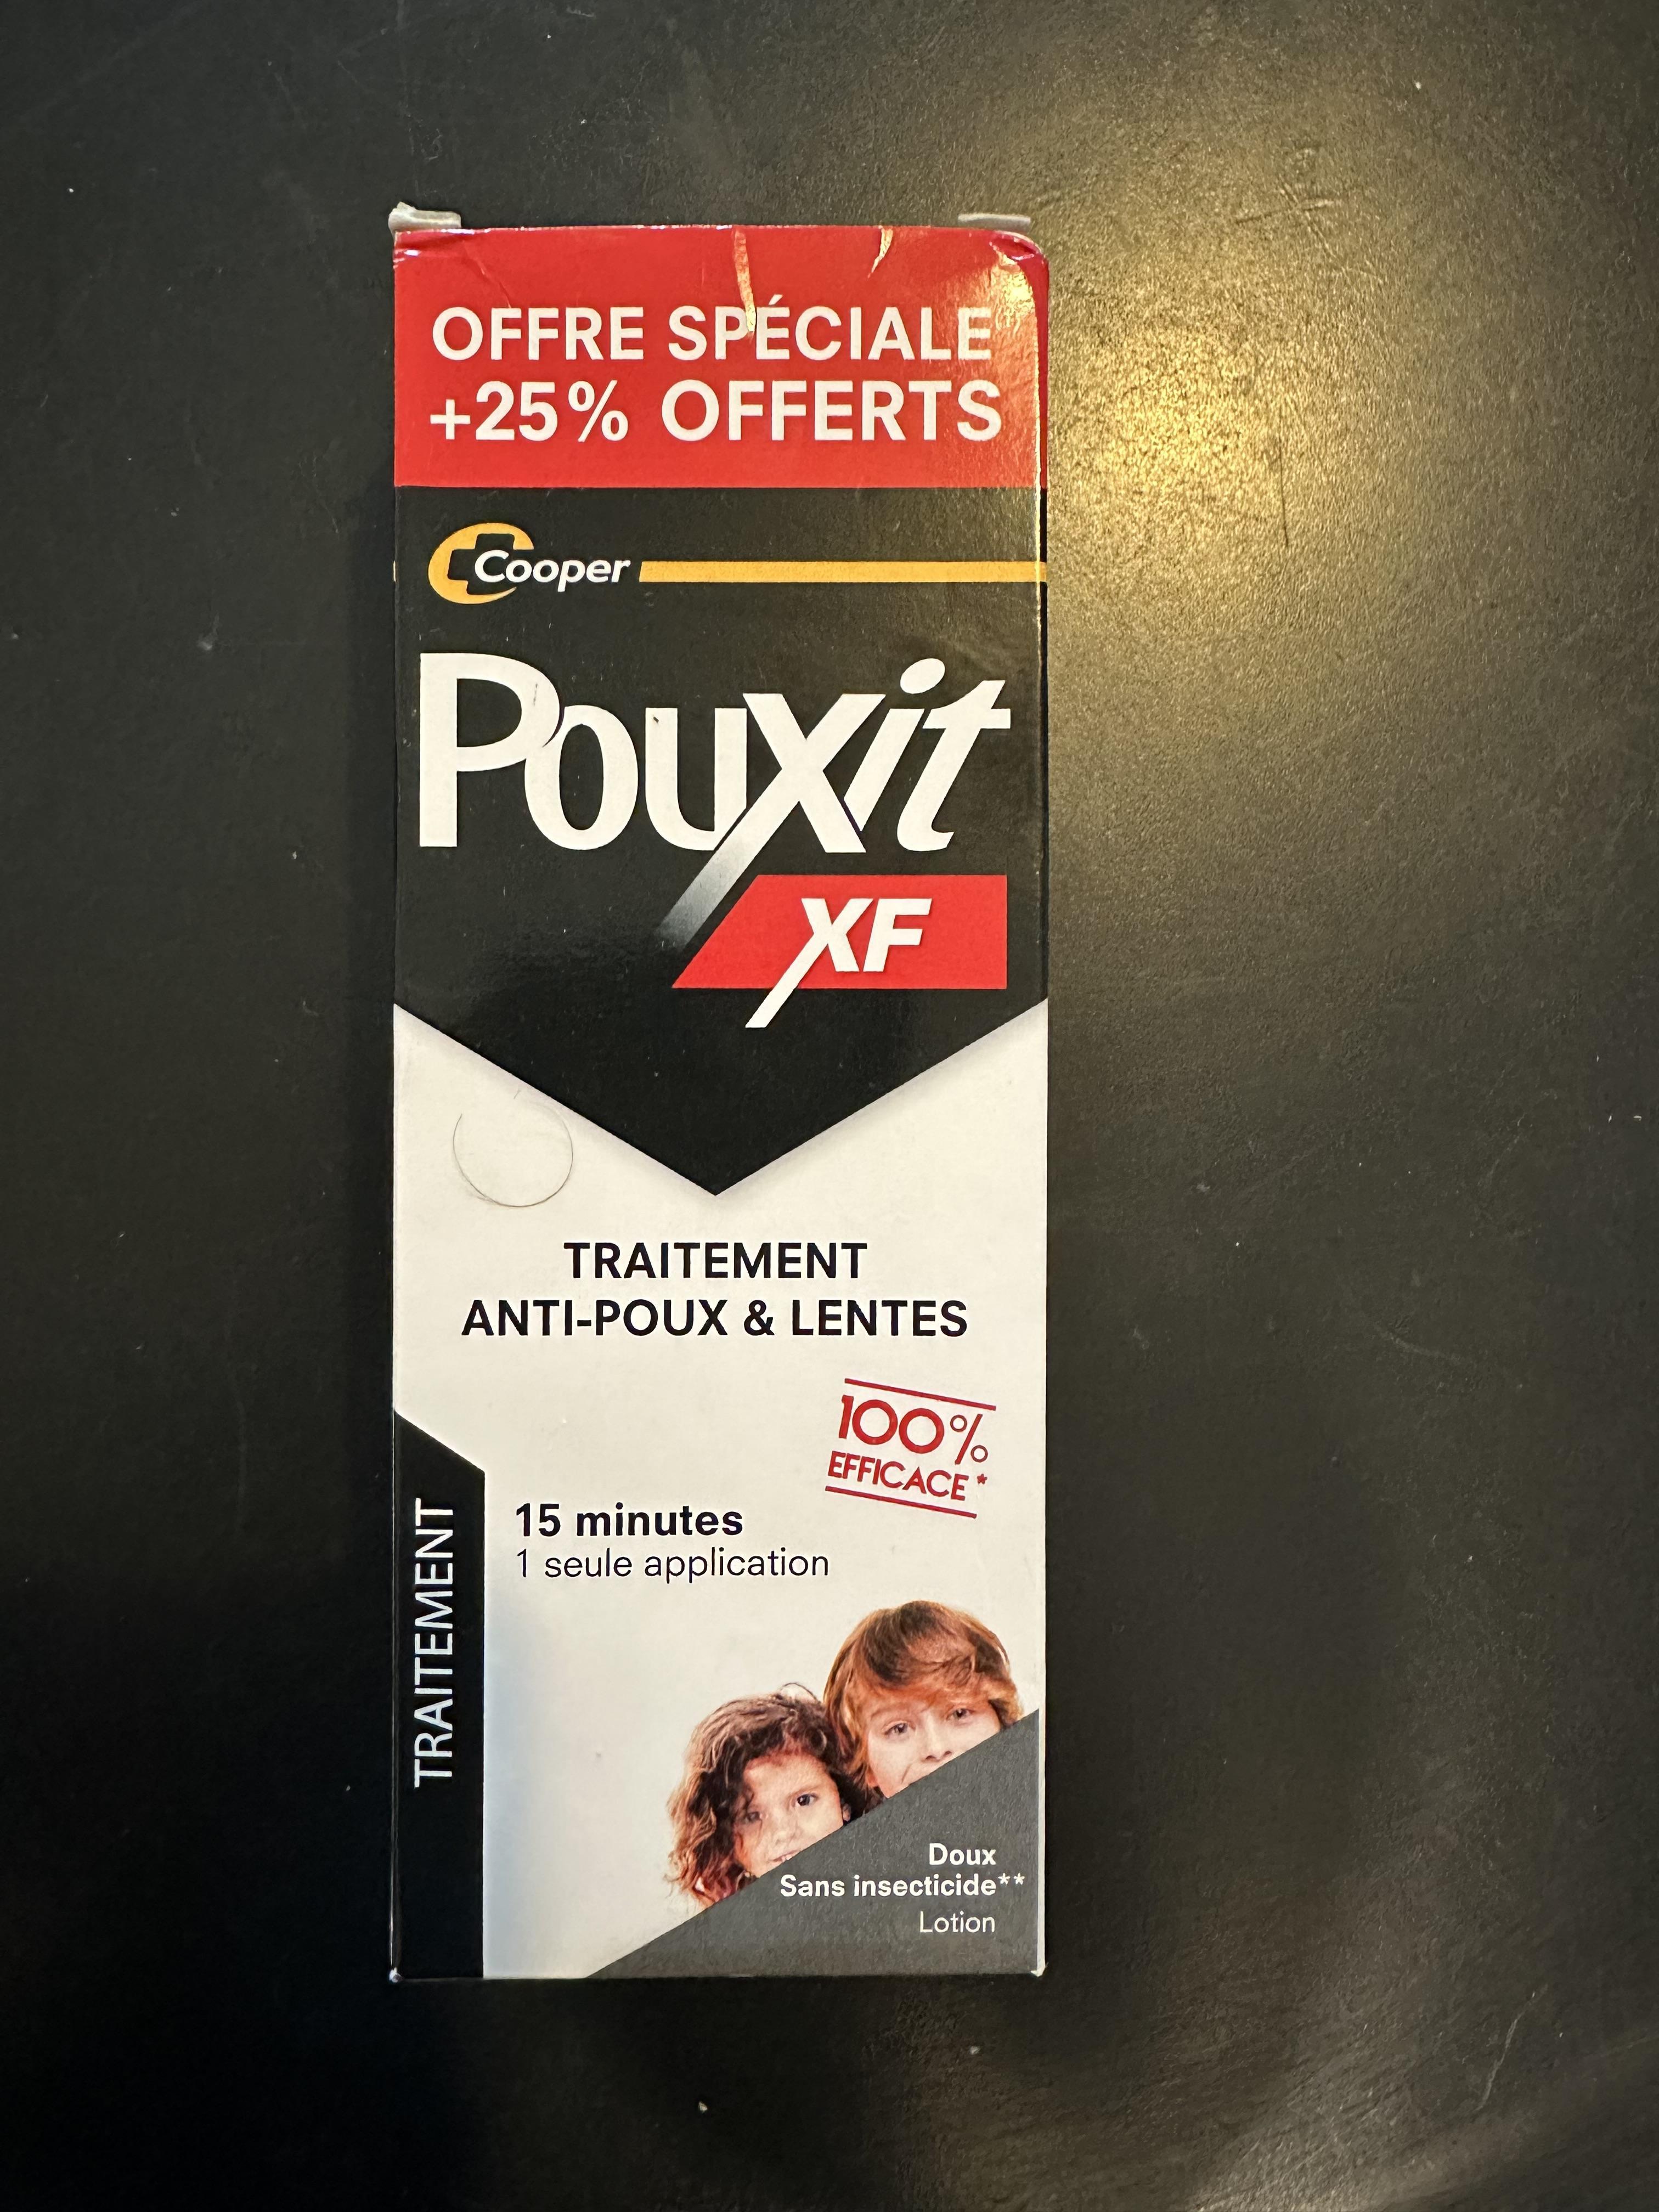 OFFRE SPÉCIALE
+25% OFFERTS
Cooper
Pouxit
XF
TRAITEMENT
ANTI-POUX & LENTES
100%
EFFICACE*
15 minutes
1 seule application
TRAITEMENT
Doux
Sans insecticide**
Lotion